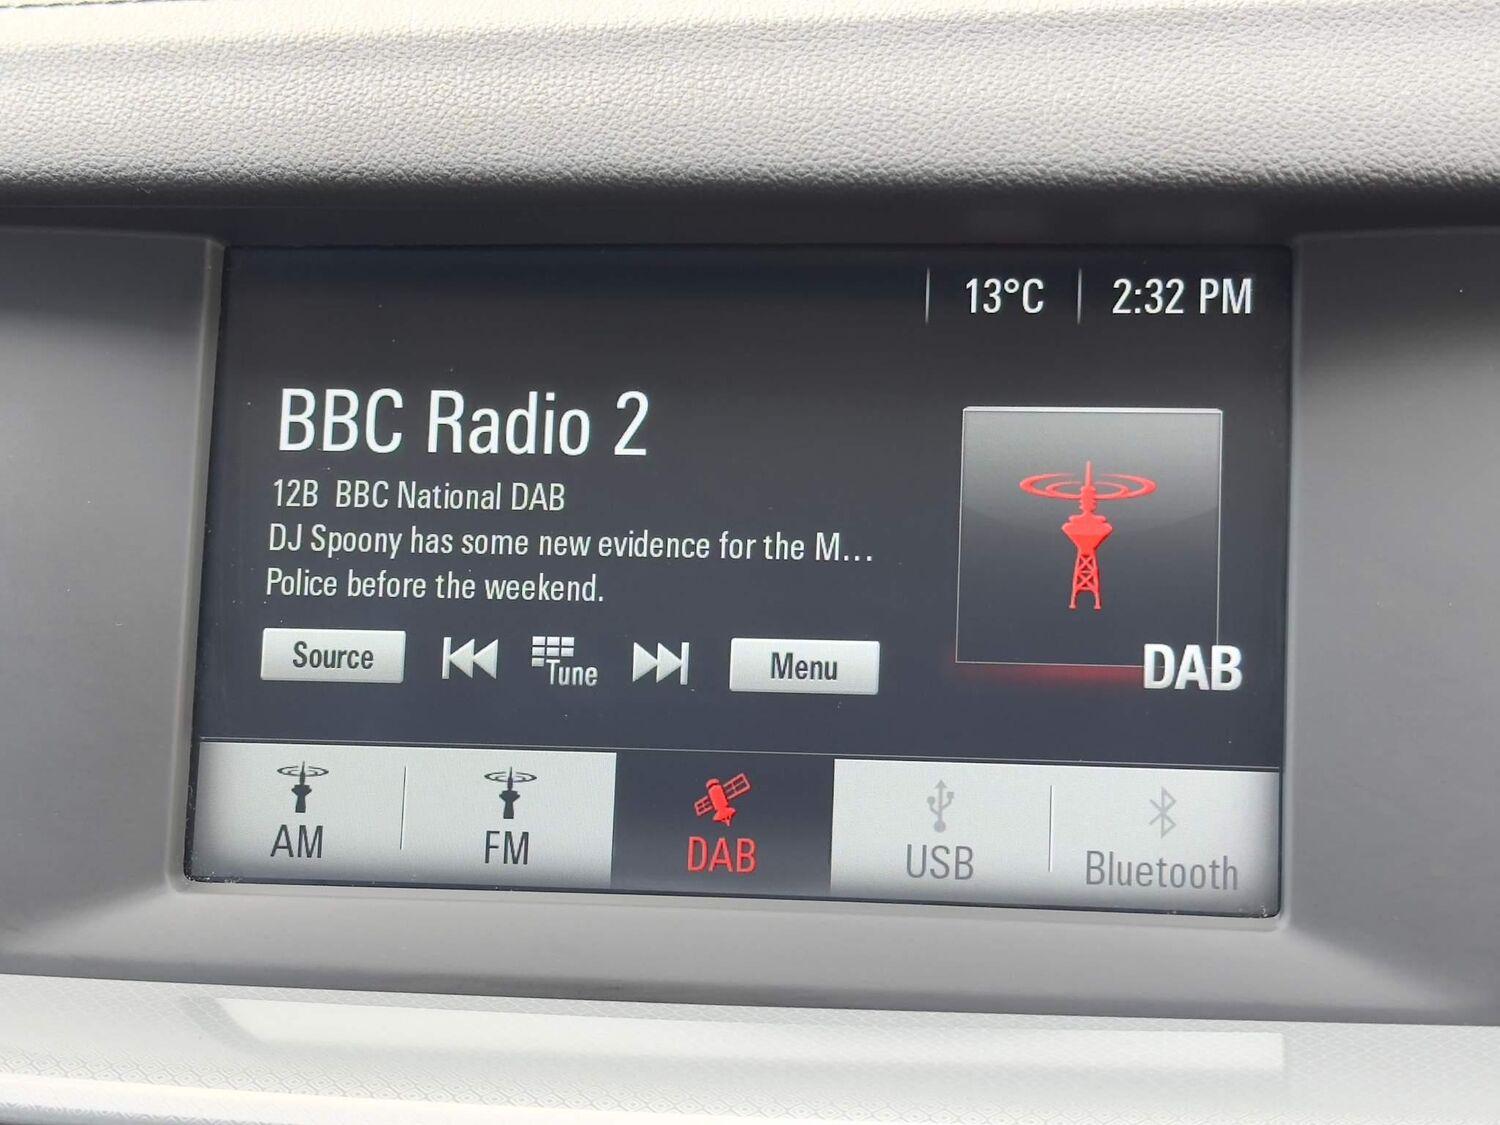 13°C 2:32 PM
BBC Radio 2
12B BBC National DAB
DJ Spoony has some new evidence for the M...
Police before the weekend.
Source Tune Menu
DAB
AM FM DAB USB Bluetooth